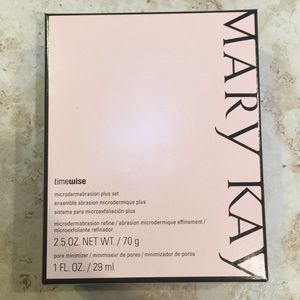 MARY KAY
timewise
microdermabrasion plus set
ensemble abrasion microdermique plus
sistema para microexfoliación plus
microdermabrasion refine / abrasion microdermique affinement /
microexfoliante refinador
2.5 OZ. NET WT. / 70 g
pore minimizer / minimiseur de pores / minimizador de poros
1 FL. OZ. / 29 ml